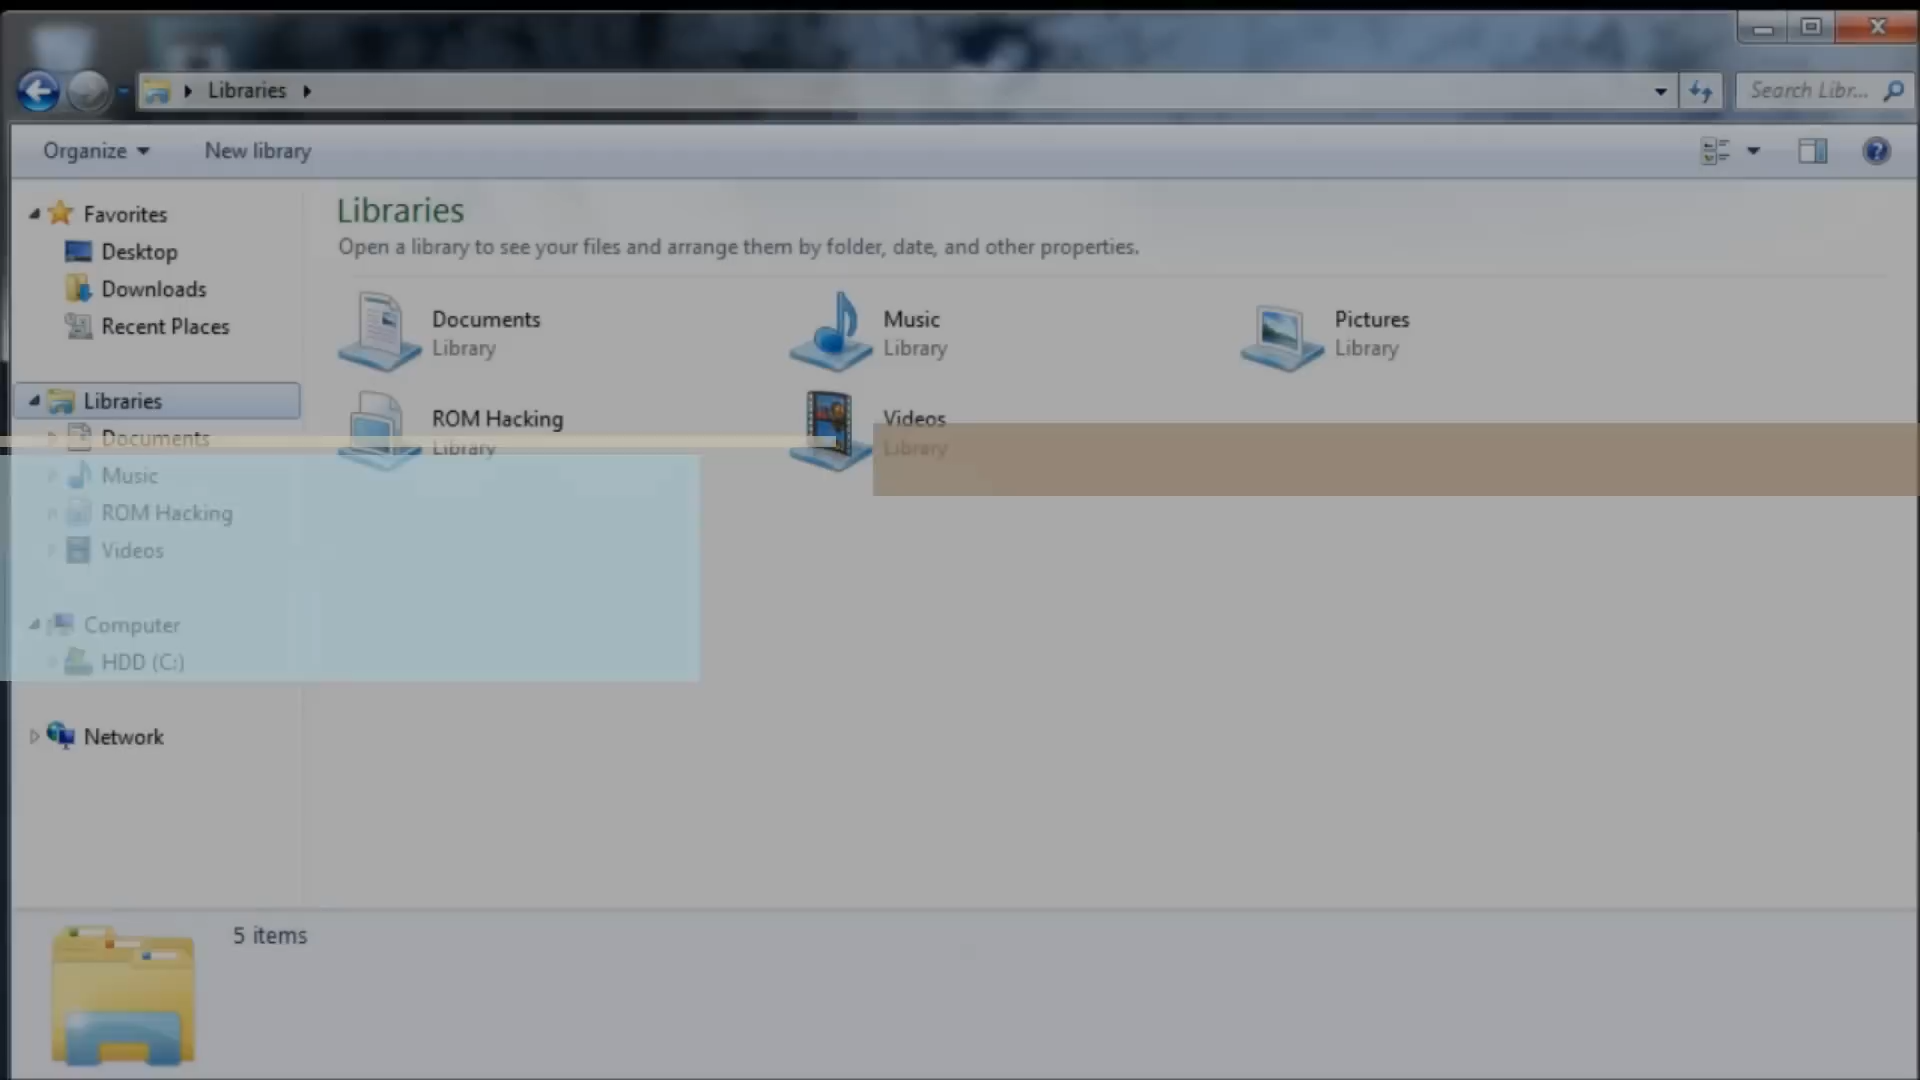 Libraries
Search Libr...
Organize
New library
Favorites
Desktop
Downloads
Recent Places
Libraries
Documents
Music
ROM Hacking
Videos
Computer
HDD (C:)
Network
Libraries
Open a library to see your files and arrange them by folder, date, and other properties.
Documents
Library
Music
Library
Pictures
Library
ROM Hacking
Library
Videos
Library
5 items